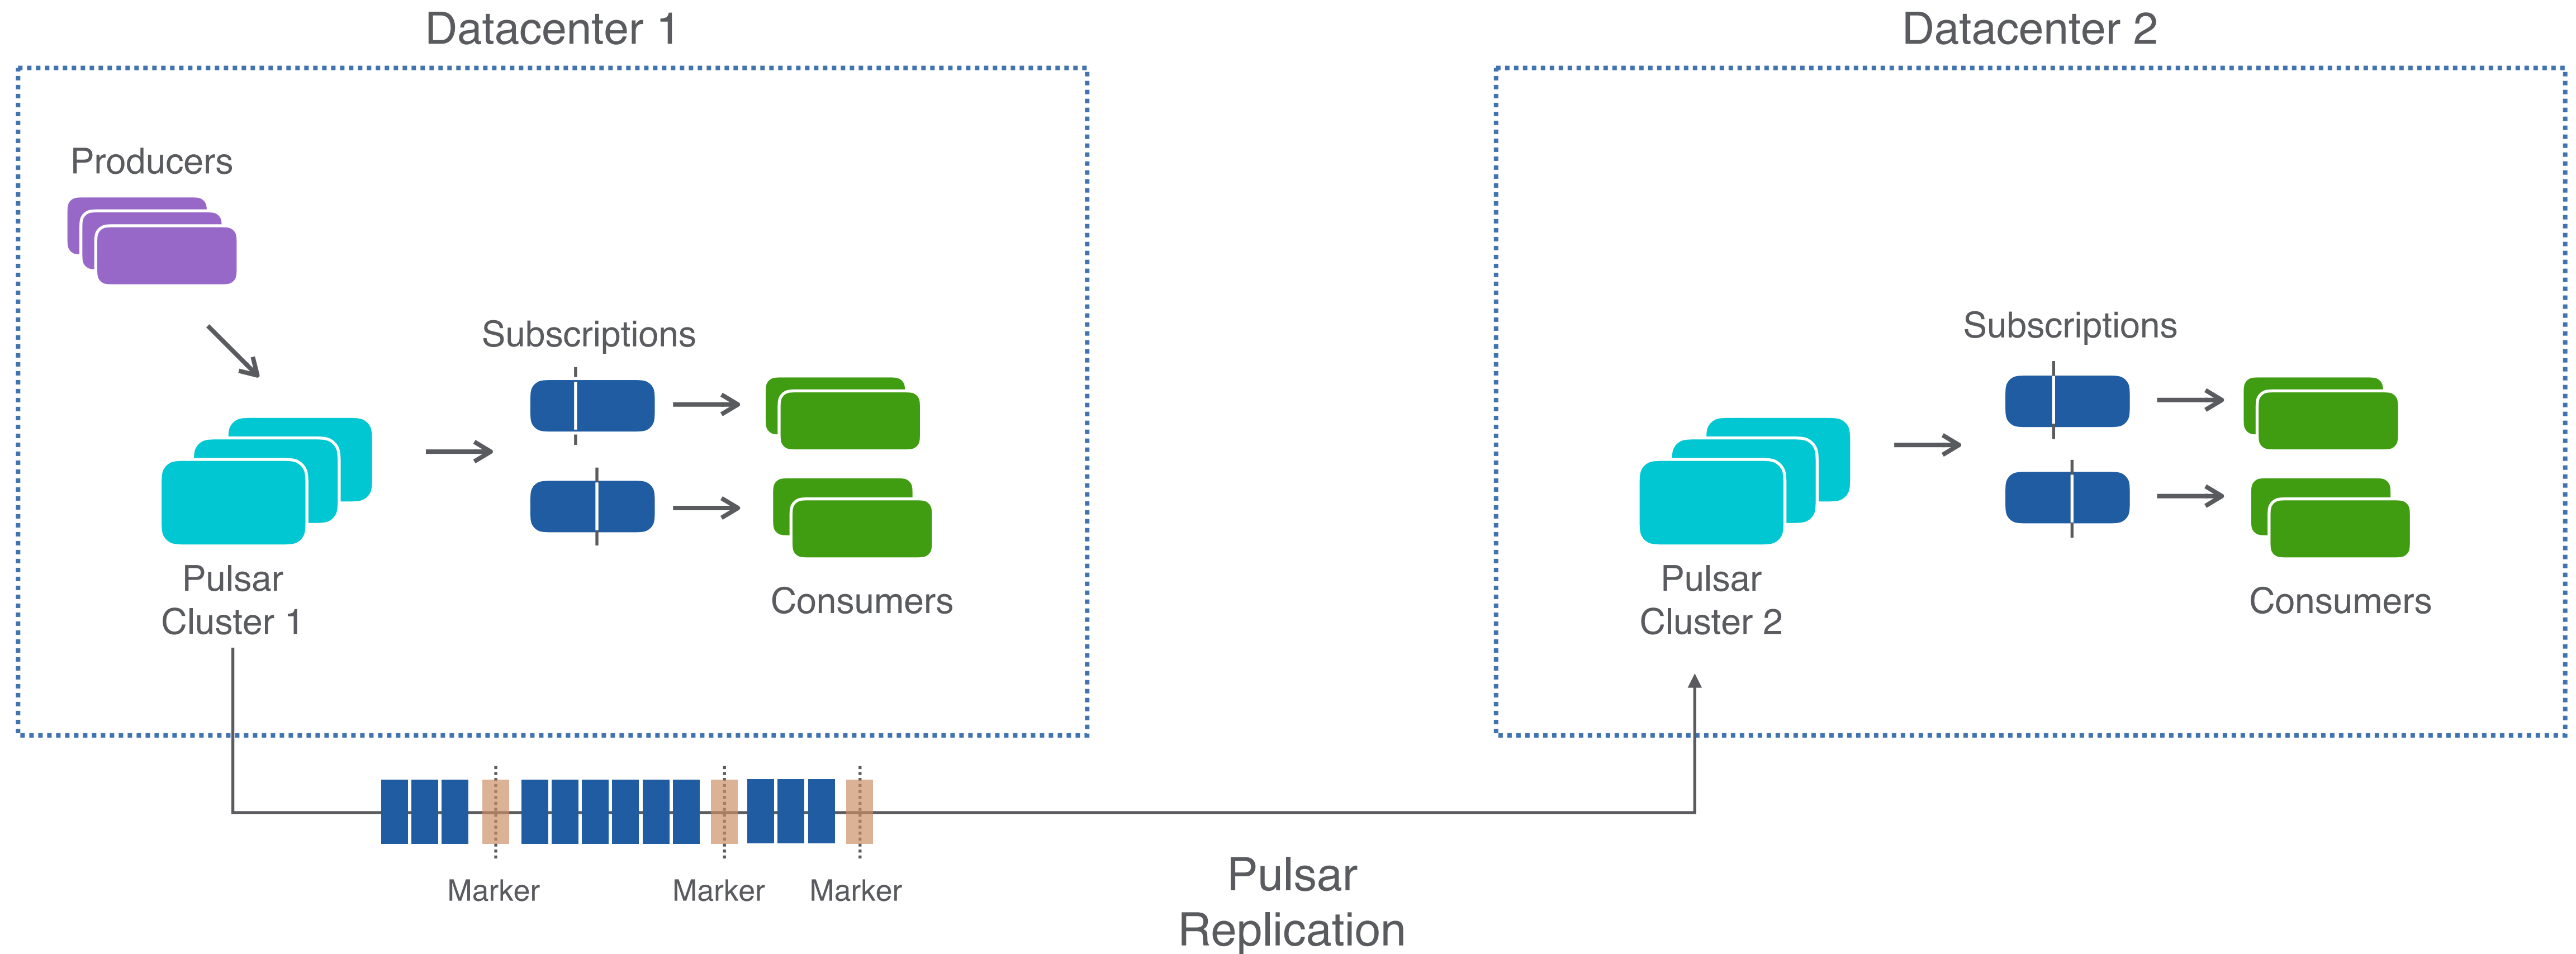 Datacenter 1
Datacenter 2
Producers
Subscriptions
Pulsar
Cluster 1
Consumers
Subscriptions
Pulsar
Cluster 2
Consumers
Marker
Marker
Marker
Pulsar
Replication